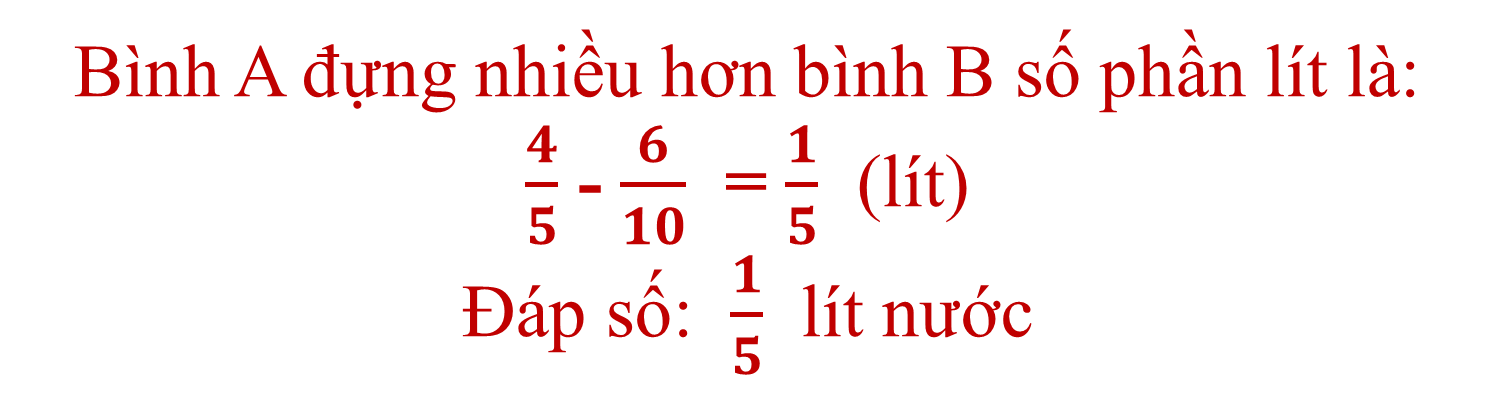 Bình A đựng nhiều hơn bình B số phần lít là:
4/5 - 6/10 = 1/5 (lít)
Đáp số: 1/5 lít nước